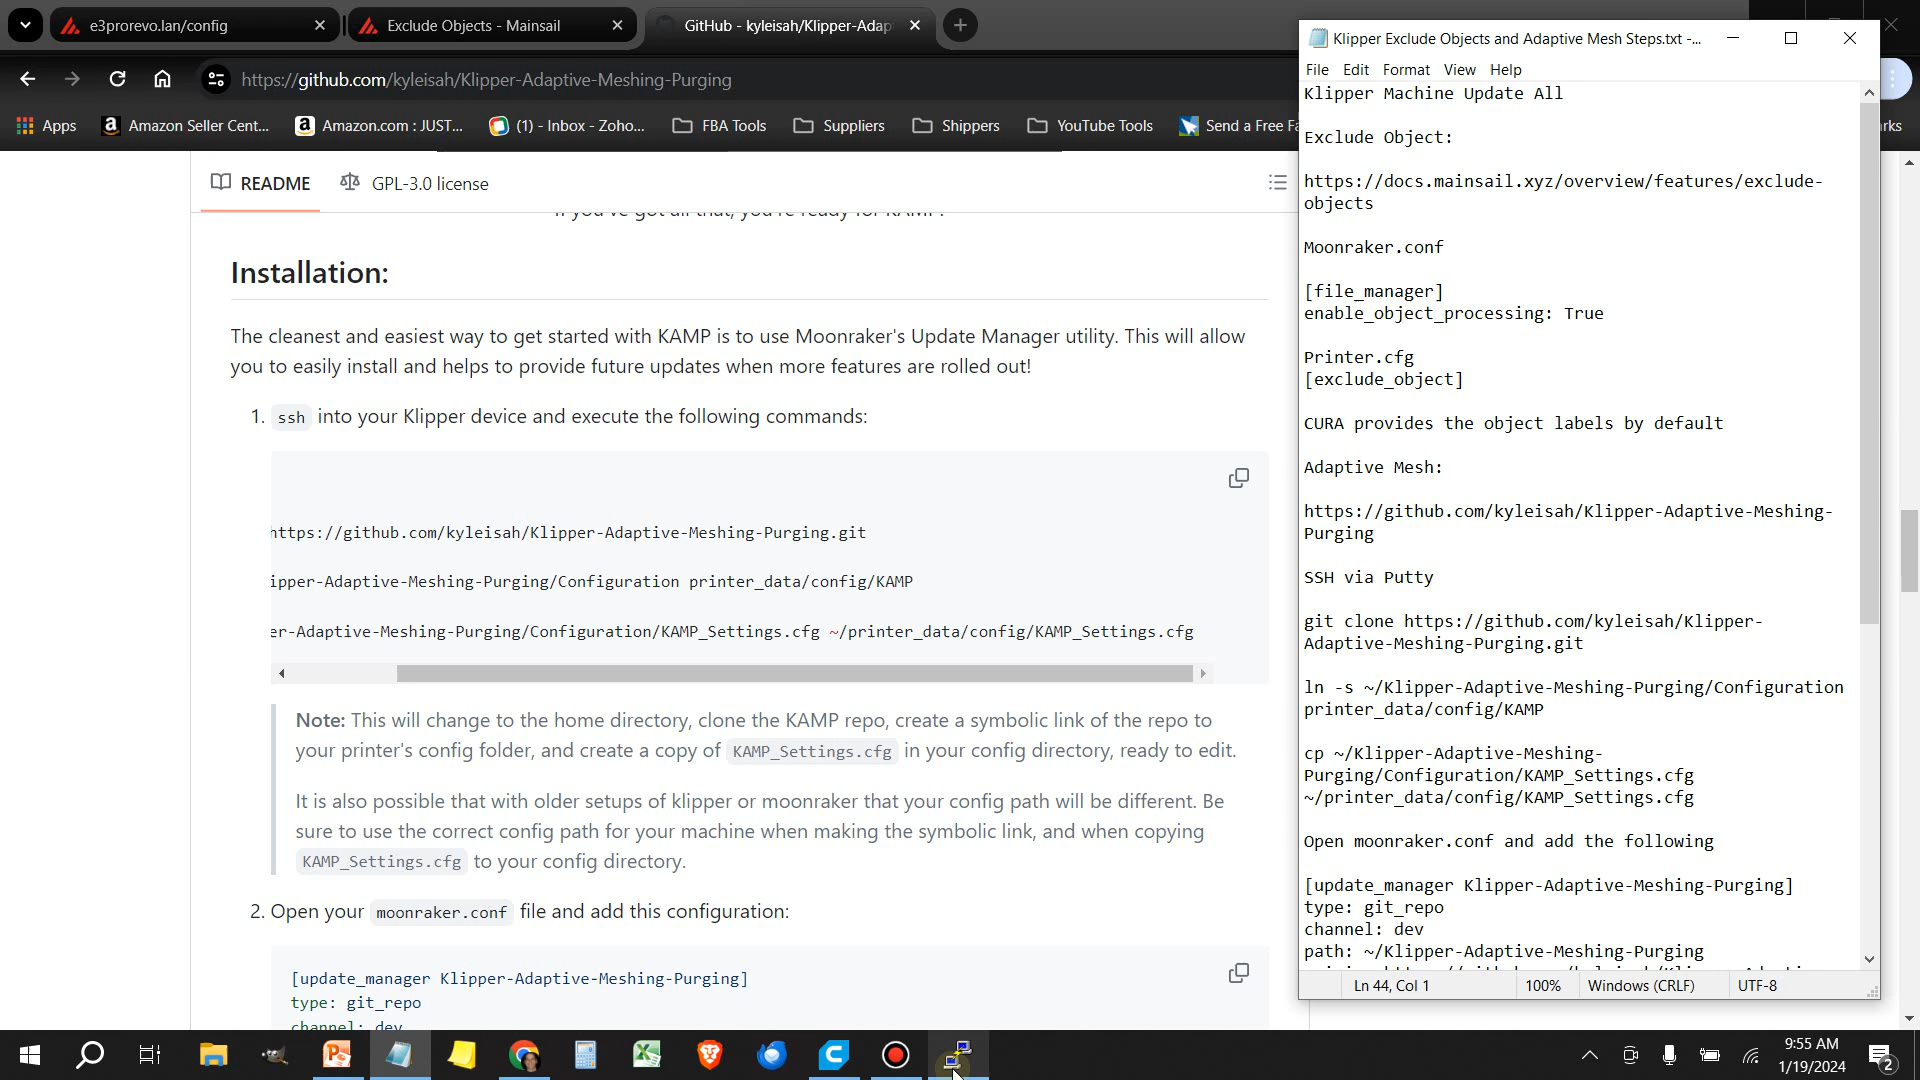 e3prorevo.lan/config
Exclude Objects - Mainsail
GitHub - kyleisah/Klipper-Adap
https://github.com/kyleisah/Klipper-Adaptive-Meshing-Purging
Apps
Amazon Seller Cent...
Amazon.com : JUST...
(1) - Inbox - Zoho...
FBA Tools
Suppliers
Shippers
YouTube Tools
Send a Free Fa
rks
README
GPL-3.0 license
If you've got all that, you're ready for KAMP!
Installation:
The cleanest and easiest way to get started with KAMP is to use Moonraker's Update Manager utility. This will allow
you to easily install and helps to provide future updates when more features are rolled out!
1. ssh into your Klipper device and execute the following commands:
https://github.com/kyleisah/Klipper-Adaptive-Meshing-Purging.git
ipper-Adaptive-Meshing-Purging/Configuration printer_data/config/KAMP
er-Adaptive-Meshing-Purging/Configuration/KAMP_Settings.cfg ~/printer_data/config/KAMP_Settings.cfg
Note: This will change to the home directory, clone the KAMP repo, create a symbolic link of the repo to
your printer's config folder, and create a copy of KAMP_Settings.cfg in your config directory, ready to edit.
It is also possible that with older setups of klipper or moonraker that your config path will be different. Be
sure to use the correct config path for your machine when making the symbolic link, and when copying
KAMP_Settings.cfg to your config directory.
2. Open your moonraker.conf file and add this configuration:
[update_manager Klipper-Adaptive-Meshing-Purging]
type: git_repo
channel: dev
Klipper Exclude Objects and Adaptive Mesh Steps.txt -...
File Edit Format View Help
Klipper Machine Update All
Exclude Object:
https://docs.mainsail.xyz/overview/features/exclude-
objects
Moonraker.conf
[file_manager]
enable_object_processing: True
Printer.cfg
[exclude_object]
CURA provides the object labels by default
Adaptive Mesh:
https://github.com/kyleisah/Klipper-Adaptive-Meshing-
Purging
SSH via Putty
git clone https://github.com/kyleisah/Klipper-
Adaptive-Meshing-Purging.git
ln -s ~/Klipper-Adaptive-Meshing-Purging/Configuration
printer_data/config/KAMP
cp ~/Klipper-Adaptive-Meshing-
Purging/Configuration/KAMP_Settings.cfg
~/printer_data/config/KAMP_Settings.cfg
Open moonraker.conf and add the following
[update_manager Klipper-Adaptive-Meshing-Purging]
type: git_repo
channel: dev
path: ~/Klipper-Adaptive-Meshing-Purging
Ln 44, Col 1
100%
Windows (CRLF)
UTF-8
9:55 AM
1/19/2024
2